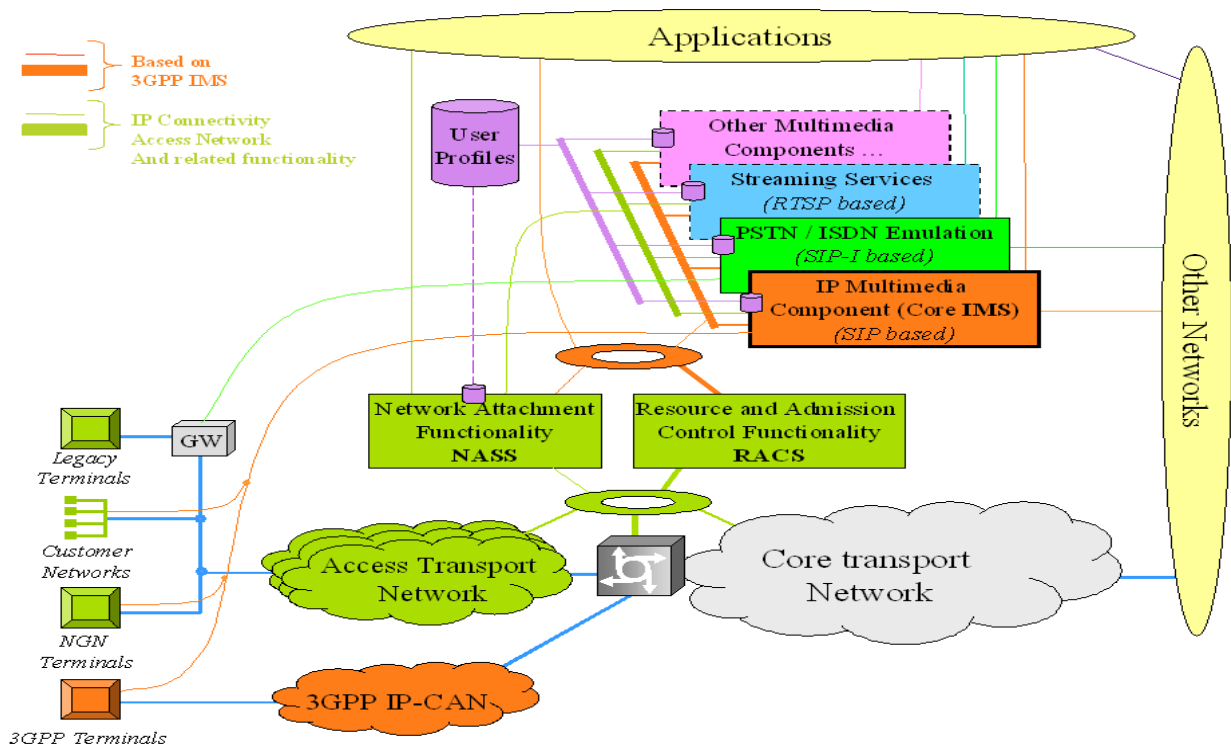 Applications
Based on
3GPP IMS
IP Connectivity
Access Network
And related functionality
User
Profiles
Other Multimedia
Components ...
Streaming Services
(RTSP based)
PSTN / ISDN Emulation
(SIP-I based)
IP Multimedia
Component (Core IMS)
(SIP based)
Other Networks
Network Attachment
Functionality
NASS
Resource and Admission
Control Functionality
RACS
GW
Legacy
Terminals
Customer
Networks
NGN
Terminals
3GPP Terminals
Access Transport
Network
Core transport
Network
3GPP IP-CAN